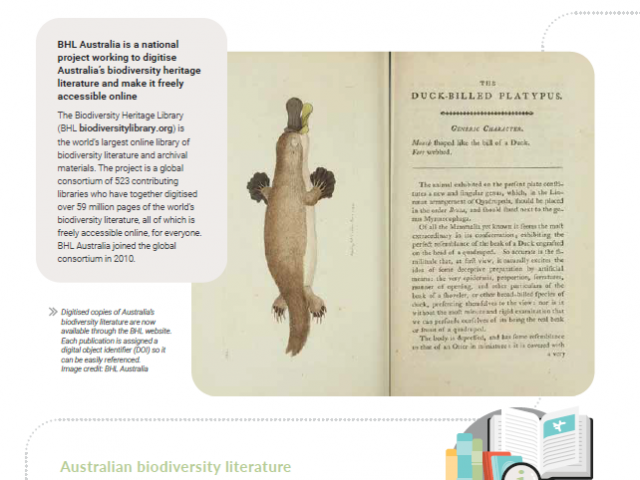 BHL Australia is a national
project working to digitise
Australia's biodiversity heritage
literature and make it freely
accessible online
The Biodiversity Heritage Library
(BHL biodiversitylibrary.org) is
the world's largest online library of
biodiversity literature and archival
materials. The project is a global
consortium of 523 contributing
libraries who have together digitised
over 59 million pages of the world's
biodiversity literature, all of which is
freely accessible online, for everyone.
BHL Australia joined the global
consortium in 2010.
Digitised copies of Australia's
biodiversity literature are now
available through the BHL website.
Each publication is assigned a
digital object identifier (DOI) so it
can be easily referenced.
Image credit: BHL Australia
THE
DUCK-BILLED PLATYPUS.
GENERIC CHARACTER.
Mouth shaped like the bill of a Duck.
Feet webbed.
The animal exhibited on the present plate consti-
tutes a new and singular genus, which, in the Lin-
næan arrangement of Quadrupeds, should be placed
in the order Bruta, and should stand next to the ge-
nus Myrmecophaga.
Of all the Mammalia yet known it seems the most
extraordinary in its conformation; exhibiting the
perfect resemblance of the beak of a Duck engrafted
on the head of a quadruped. So accurate is the si-
militude that, at first view, it naturally excites the
idea of some deceptive preparation by artificial
means: the very epidermis, proportion, serratures,
manner of opening, and other particulars of the
beak of a shoveler, or other broad-billed species of
duck, presenting themselves to the view: nor is it
without the most minute and rigid examination that
we can persuade ourselves of its being the real beak
or snout of a quadruped.
The body is depressed, and has some resemblance
to that of an Otter in miniature: it is covered with
a very
Australian biodiversity literature